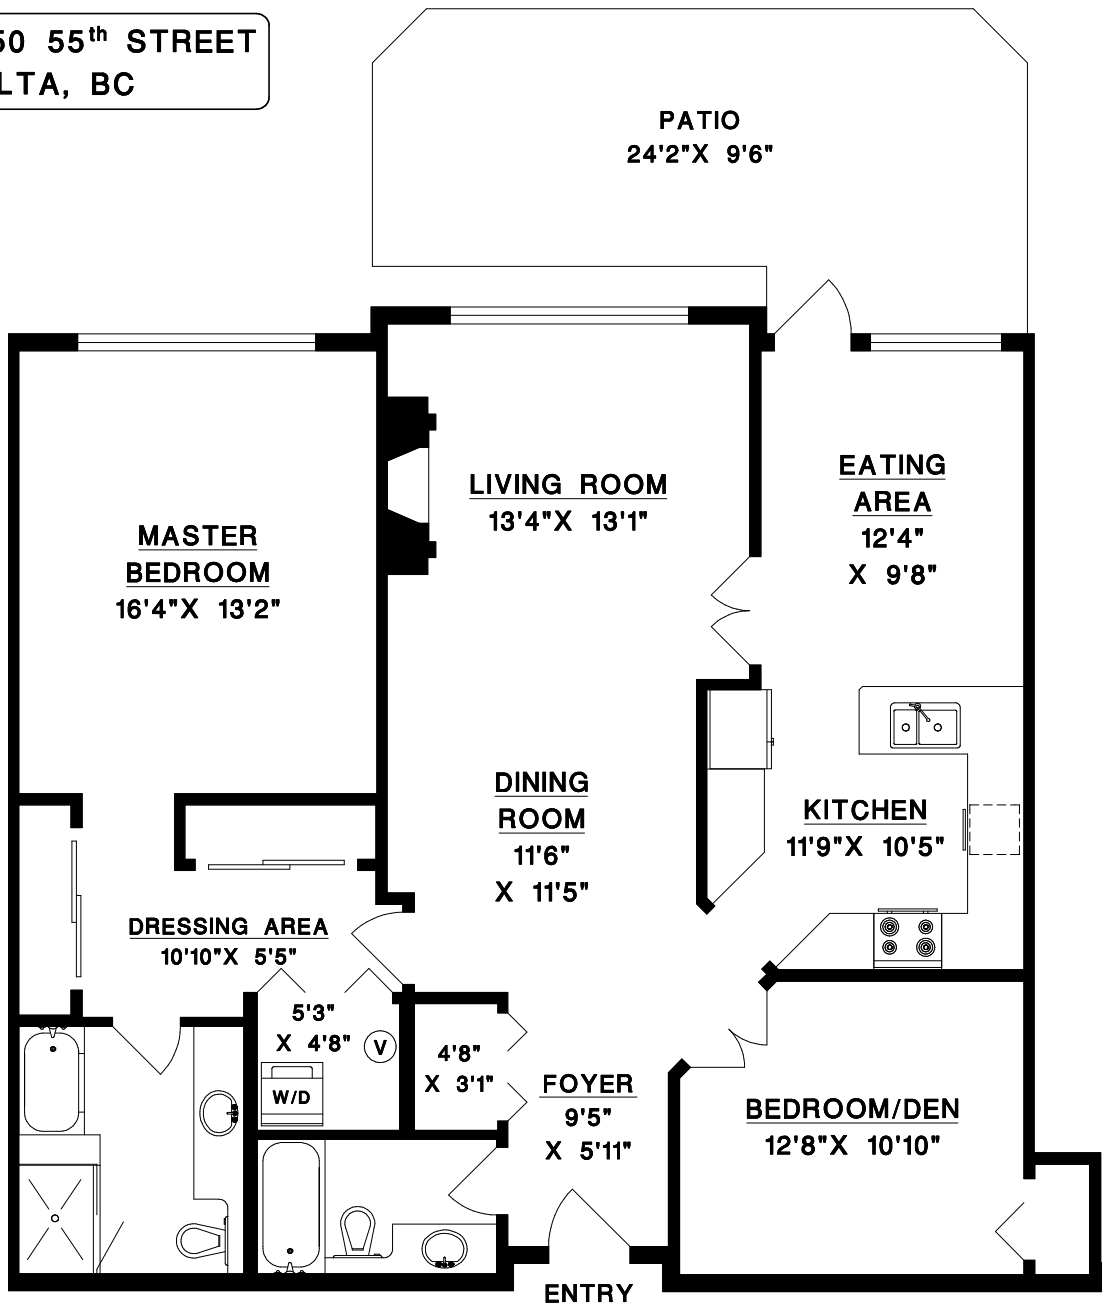 50 55th STREET
LTA, BC
PATIO
24'2"X 9'6"
LIVING ROOM
13'4"X 13'1"
EATING
AREA
12'4"
X 9'8"
MASTER
BEDROOM
16'4"X 13'2"
DINING
ROOM
11'6"
X 11'5"
KITCHEN
11'9"X 10'5"
DRESSING AREA
10'10"X 5'5"
5'3"
X 4'8"
V
W/D
4'8"
X 3'1"
FOYER
9'5"
X 5'11"
BEDROOM/DEN
12'8"X 10'10"
ENTRY